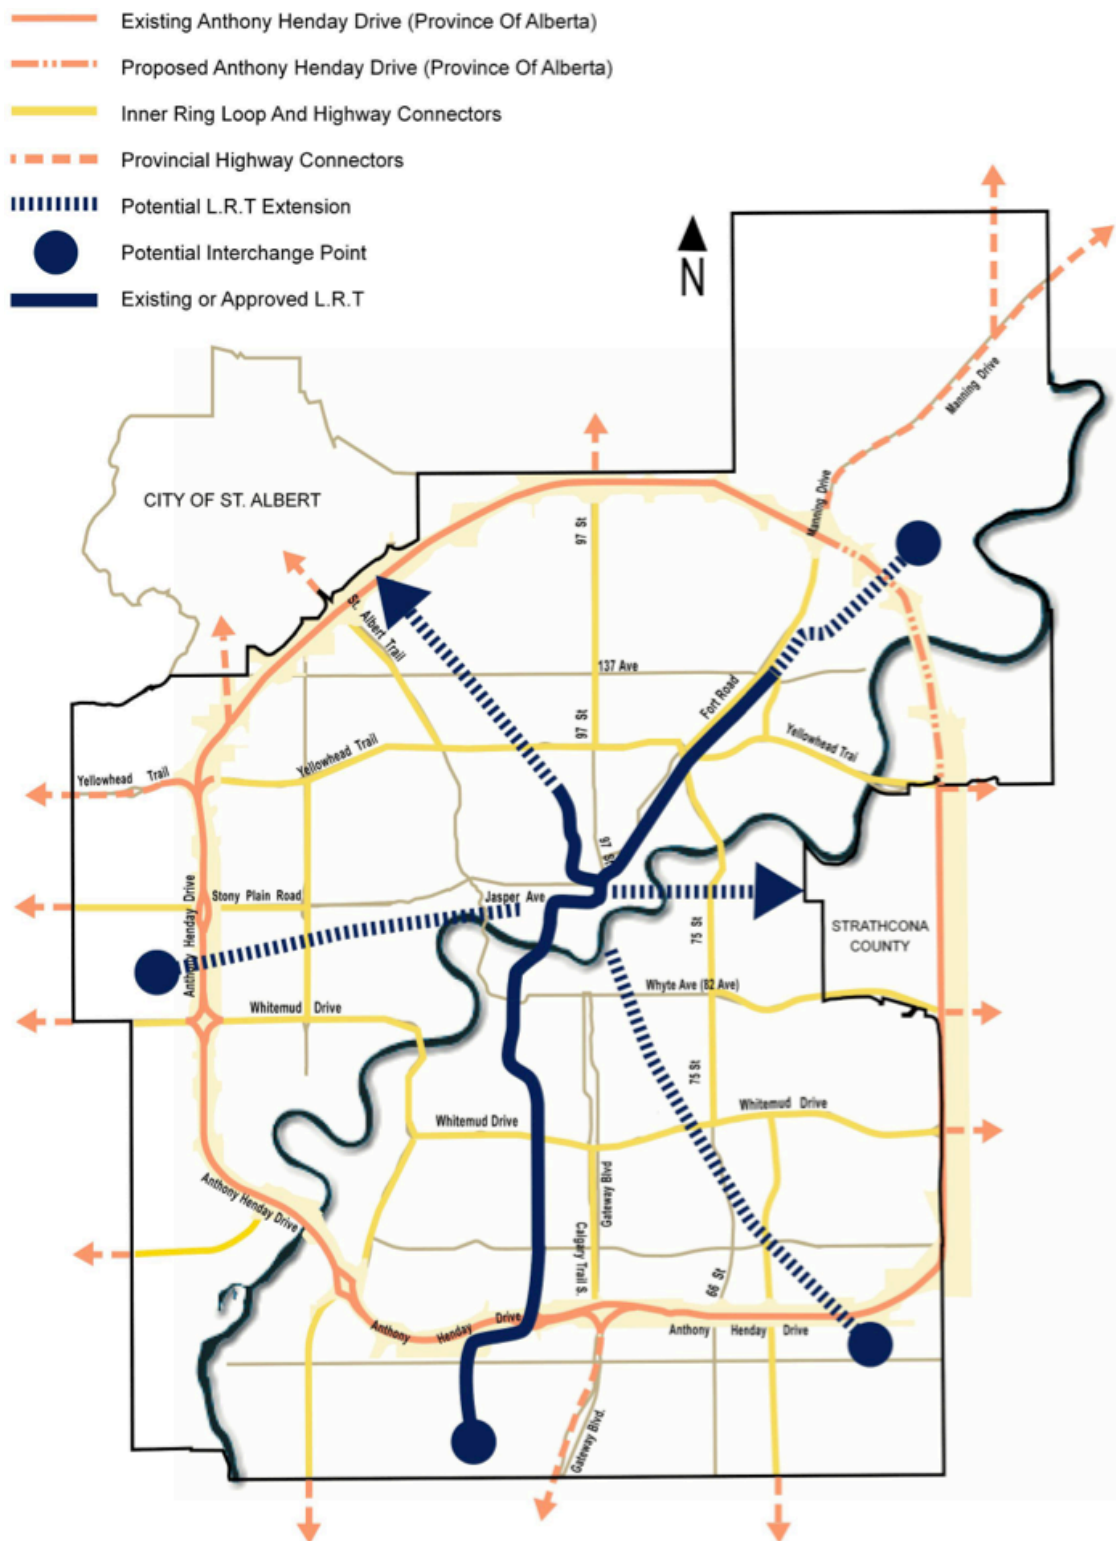 Existing Anthony Henday Drive (Province Of Alberta)
Proposed Anthony Henday Drive (Province Of Alberta)
Inner Ring Loop And Highway Connectors
Provincial Highway Connectors
Potential L.R.T Extension
Potential Interchange Point
Existing or Approved L.R.T
N
Manning Drive
CITY OF ST. ALBERT
Manning Drive
97 St
St. Albert Trail
137 Ave
Fort Road
97 St
Yellowhead Trail
Yellowhead Trai
Yellowhead Trail
97 St
Anthony Henday Drive
Stony Plain Road
Jasper Ave
75 St
STRATHCONA
COUNTY
Whyte Ave (82 Ave)
Whitemud Drive
75 St
Whitemud Drive
Whitemud Drive
Anthony Henday Drive
Gateway Blvd
Calgary Trail S.
66 St
Anthony Henday Drive
Anthony Henday Drive
Gateway Blvd.